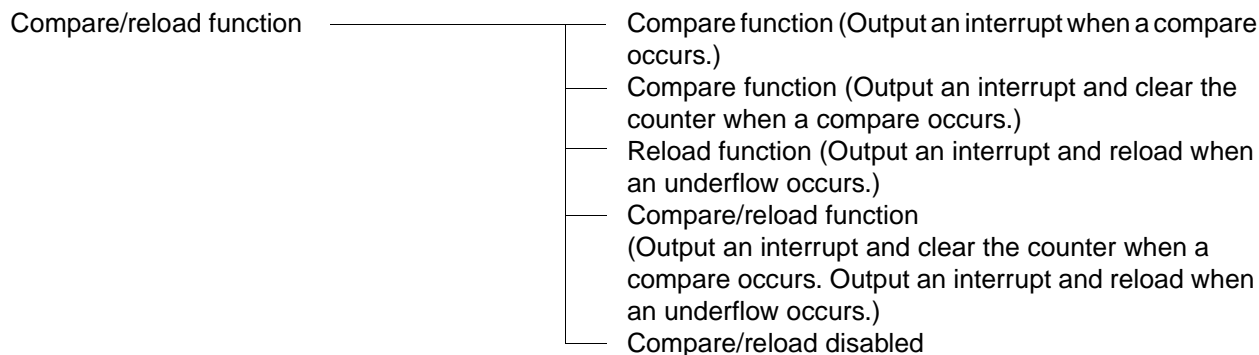 Compare/reload function
Compare function (Output an interrupt when a compare
occurs.)
Compare function (Output an interrupt and clear the
counter when a compare occurs.)
Reload function (Output an interrupt and reload when
an underflow occurs.)
Compare/reload function
(Output an interrupt and clear the counter when a
compare occurs. Output an interrupt and reload when
an underflow occurs.)
Compare/reload disabled